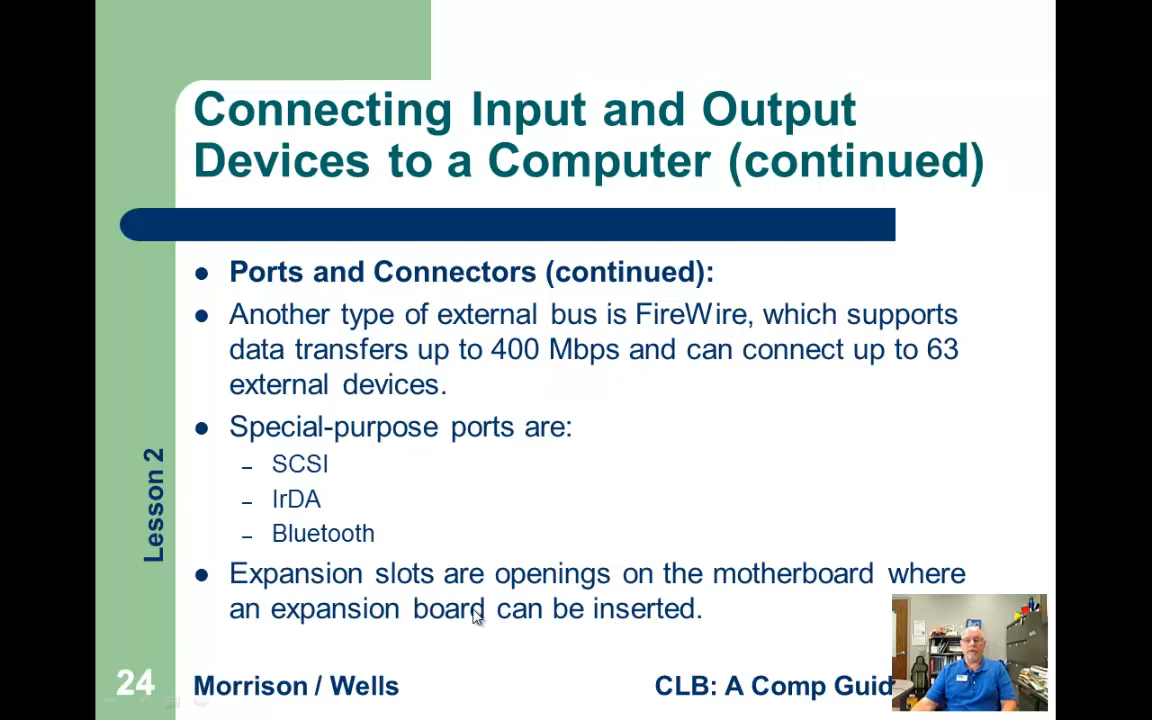 Connecting Input and Output
Devices to a Computer (continued)
Ports and Connectors (continued):
Another type of external bus is FireWire, which supports
data transfers up to 400 Mbps and can connect up to 63
external devices.
Special-purpose ports are:
– SCSI
– IrDA
– Bluetooth
Expansion slots are openings on the motherboard where
an expansion board can be inserted.
Lesson 2
24
Morrison / Wells
CLB: A Comp Guid